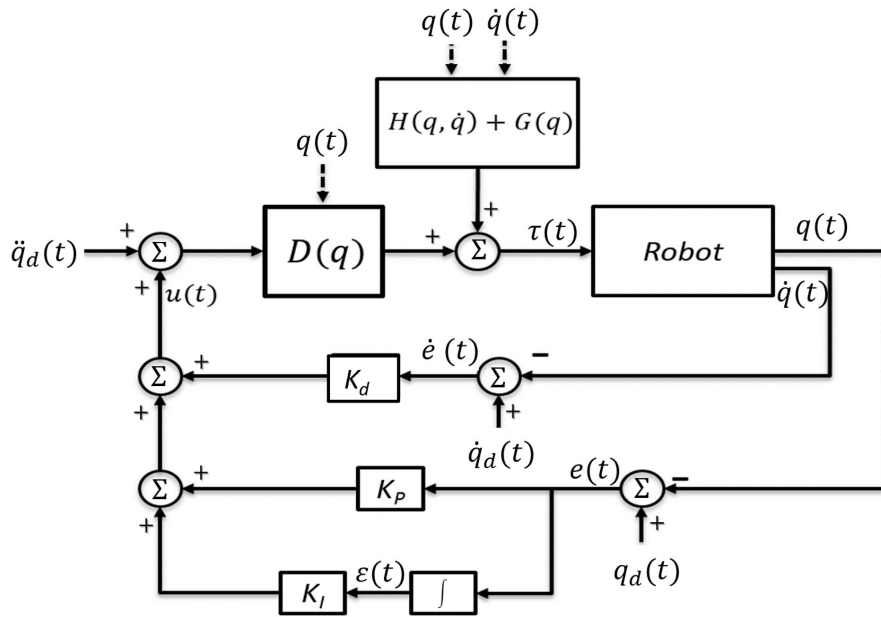 q(t) q̇(t)
H(q, q̇) + G(q)
q(t)
+
q̈_d(t) + Σ D(q) + Σ τ(t) Robot q(t)
q̇(t)
+ u(t)
ė (t) −
Σ + K_d Σ
+ +
q̇_d(t)
e(t) −
Σ + K_P Σ
+ +
ε(t) q_d(t)
K_I ∫